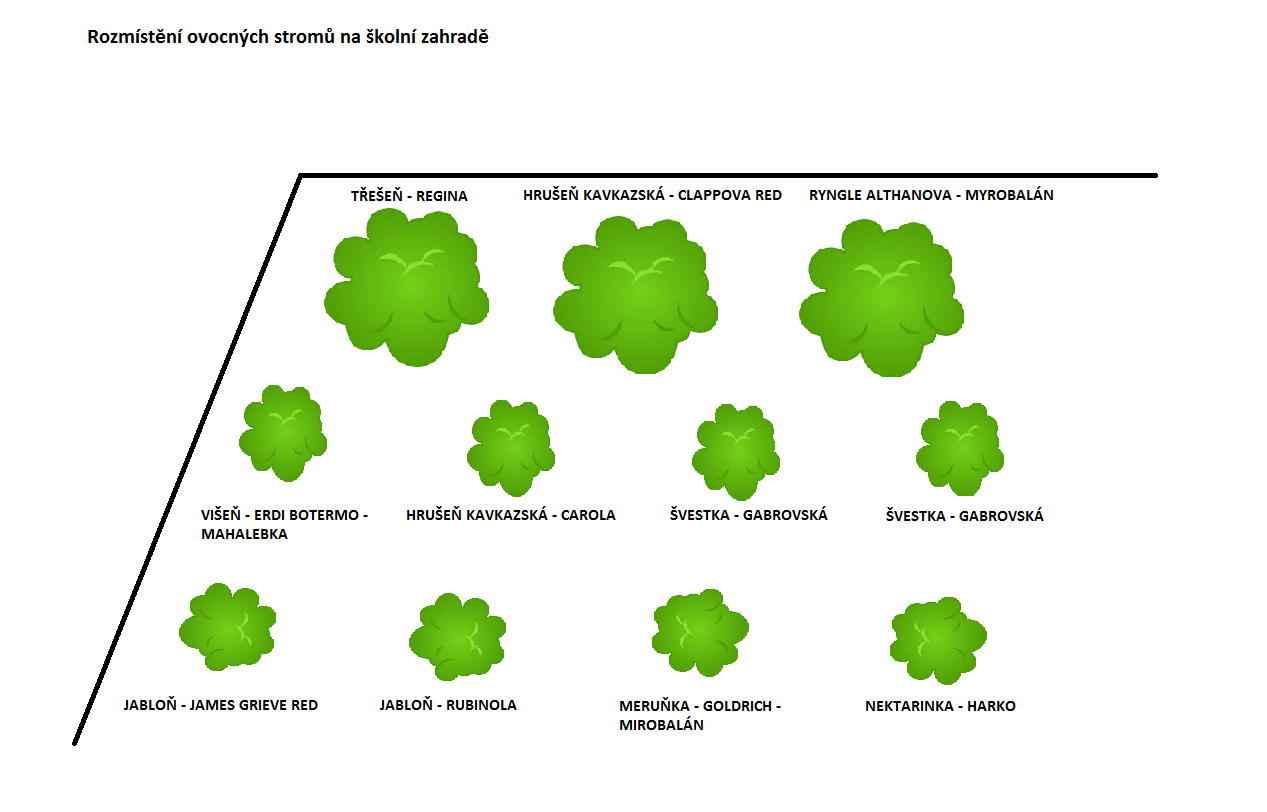 Rozmístění ovocných stromů na školní zahradě
TŘEŠEŇ - REGINA
HRUŠEŇ KAVKAZSKÁ - CLAPPOVA RED
RYNGLE ALTHANOVA - MYROBALÁN
VIŠEŇ - ERDI BOTERMO -
MAHALEBKA
HRUŠEŇ KAVKAZSKÁ - CAROLA
ŠVESTKA - GABROVSKÁ
ŠVESTKA - GABROVSKÁ
JABLOŇ - JAMES GRIEVE RED
JABLOŇ - RUBINOLA
MERUŇKA - GOLDRICH -
MIROBALÁN
NEKTARINKA - HARKO